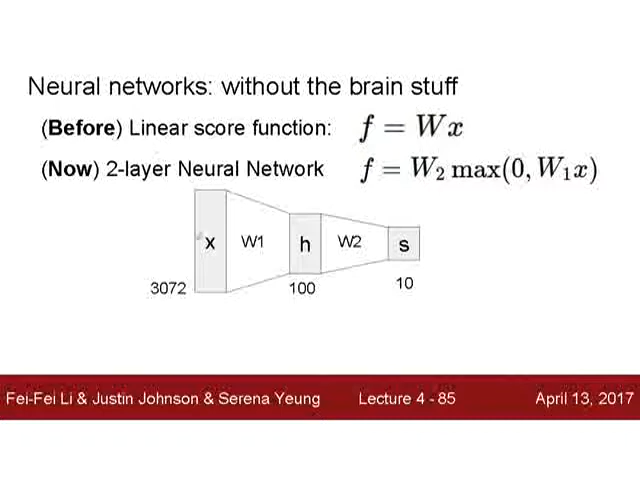 Neural networks: without the brain stuff
(Before) Linear score function: f = Wx
(Now) 2-layer Neural Network f = W₂ max(0, W₁x)
x W1 h W2 s
3072 100 10
Fei-Fei Li & Justin Johnson & Serena Yeung Lecture 4 - 85 April 13, 2017